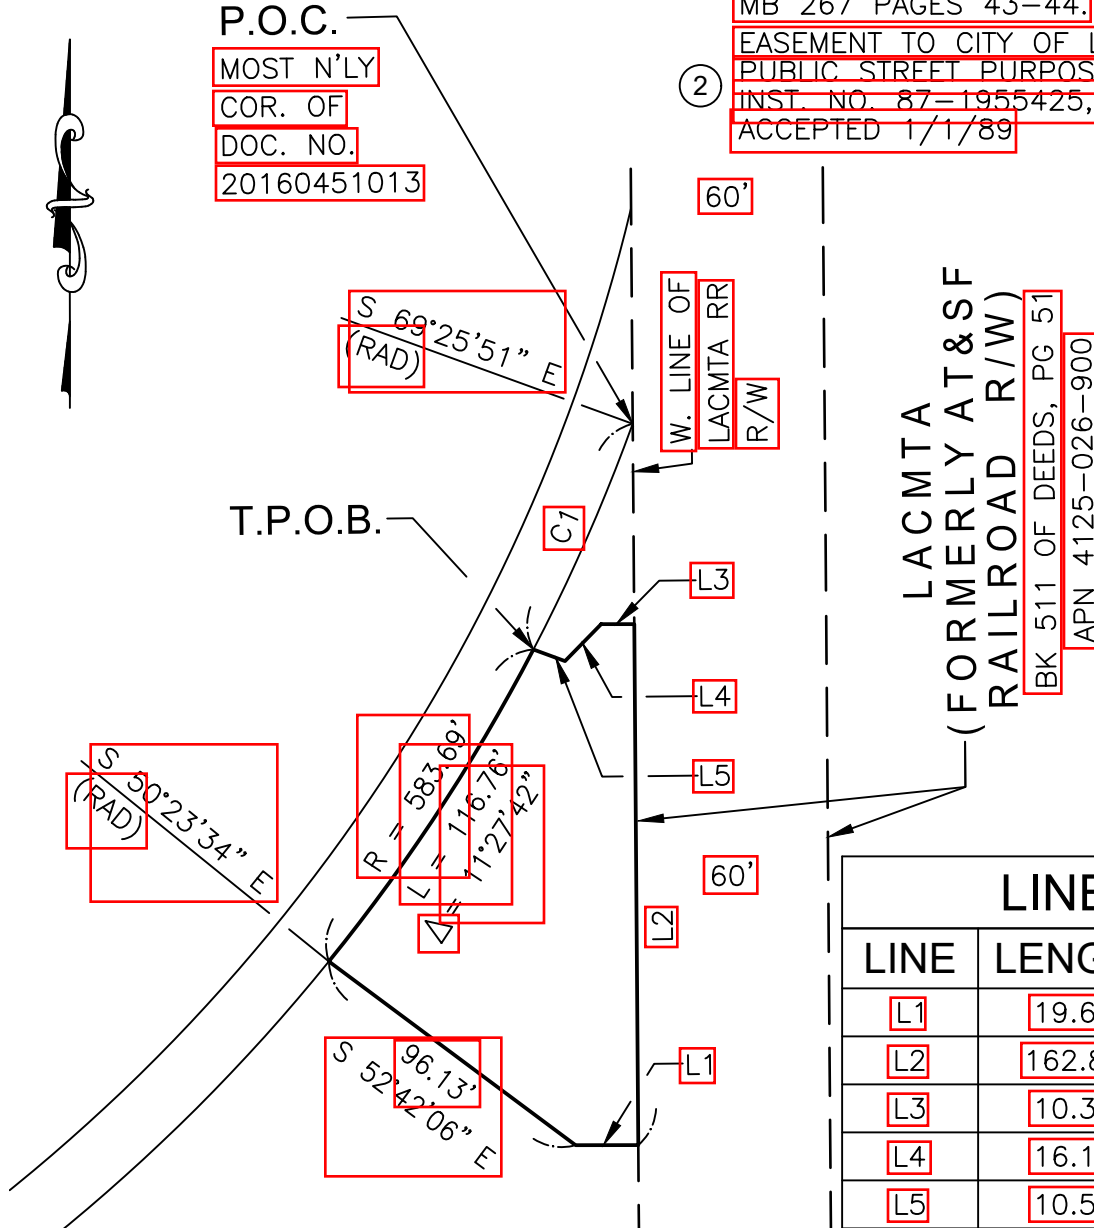 P.O.C.
MOST N'LY
COR. OF
DOC. NO.
20160451013
MB 267 PAGES 43-44.
2
EASEMENT TO CITY OF L
PUBLIC STREET PURPOS
INST. NO. 87-1955425,
ACCEPTED 1/1/89
60'
S 69°25'51" E
(RAD)
W. LINE OF
LACMTA RR
R/W
LACMTA
(FORMERLY AT&SF
RAILROAD R/W)
BK 511 OF DEEDS, PG 51
APN 4125-026-900
T.P.O.B.
C1
L3
L4
L5
S 50°23'34" E
(RAD)
R = 583.69'
L = 116.76'
Δ = 11°27'42"
60'
L2
S 52°42'06" E
96.13'
L1
LINE
LINE LENG
L1 19.6
L2 162.8
L3 10.3
L4 16.1
L5 10.5